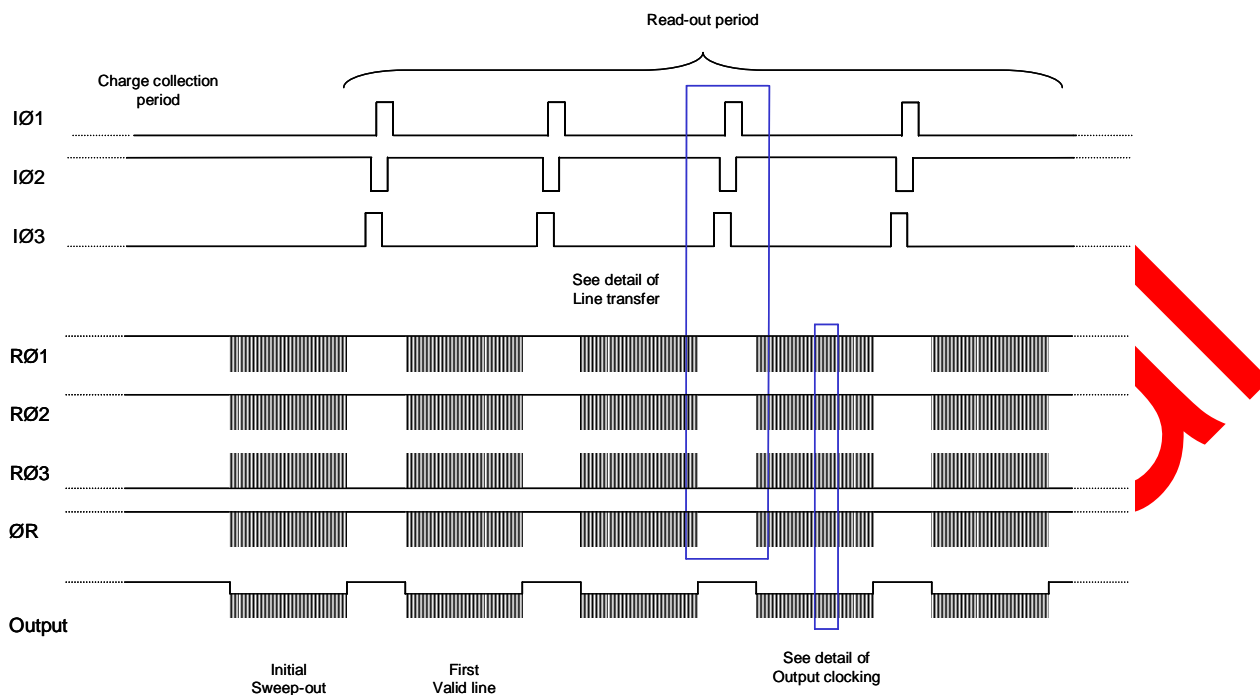 Read-out period
Charge collection
period
IØ1
IØ2
IØ3
See detail of
Line transfer
RØ1
RØ2
RØ3
ØR
Output
Initial
Sweep-out
First
Valid line
See detail of
Output clocking